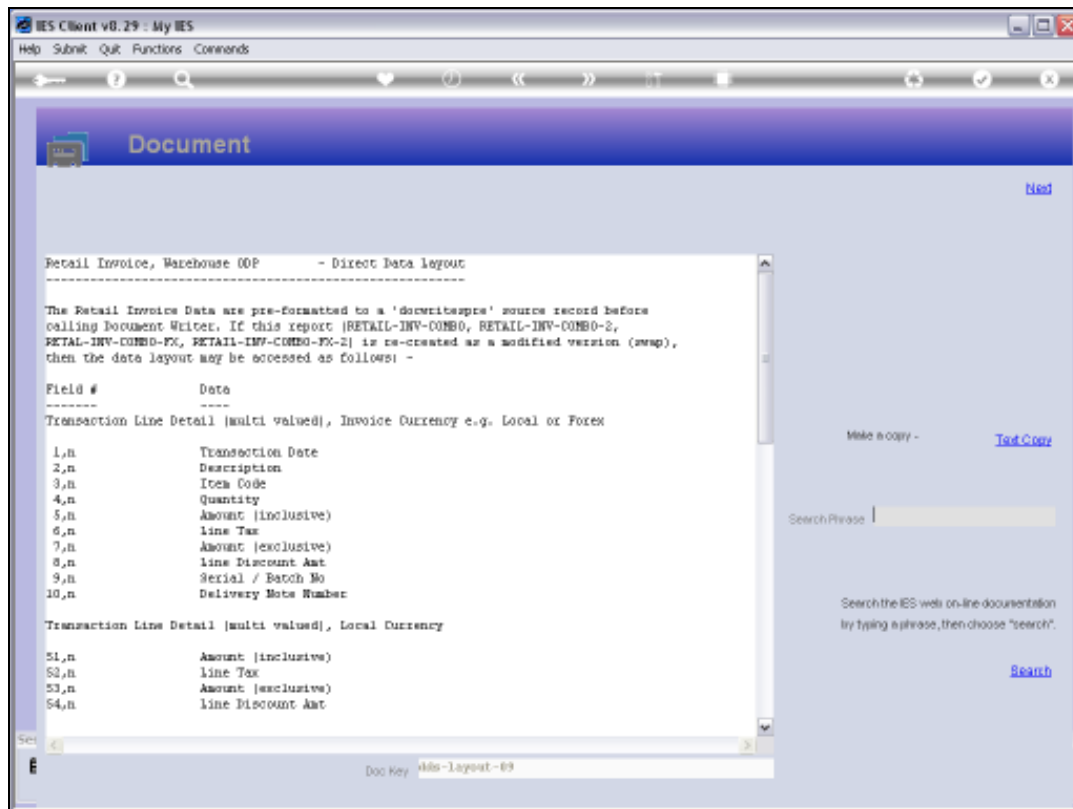 IES Client v8.29 : My IES
Help Submit Quit Functions Commands
Document
Next
Retail Invoice, Warehouse ODP - Direct Data Layout
----------------------------------------------------------------
The Retail Invoice Data are pre-formatted to a 'docwritespre' source record before
calling Document Writer. If this report (RETAIL-INV-COMBO, RETAIL-INV-COMBO-2,
RETAL-INV-COMBO-FX, RETAIL-INV-COMBO-FX-2) is re-created as a modified version (swap),
then the data layout may be accessed as follows: -
Field # Data
------- ----
Transaction Line Detail (multi valued), Invoice Currency e.g. Local or Forex
1,n Transaction Date
2,n Description
3,n Item Code
4,n Quantity
5,n Amount (inclusive)
6,n Line Tax
7,n Amount (exclusive)
8,n Line Discount Amt
9,n Serial / Batch No
10,n Delivery Note Number
Transaction Line Detail (multi valued), Local Currency
51,n Amount (inclusive)
52,n Line Tax
53,n Amount (exclusive)
54,n line Discount Amt
Make a copy -
Text Copy
Search Phrase
Search the IES web on-line documentation
by typing a phrase, then choose "search".
Search
Ses
Doc Key -layout-09